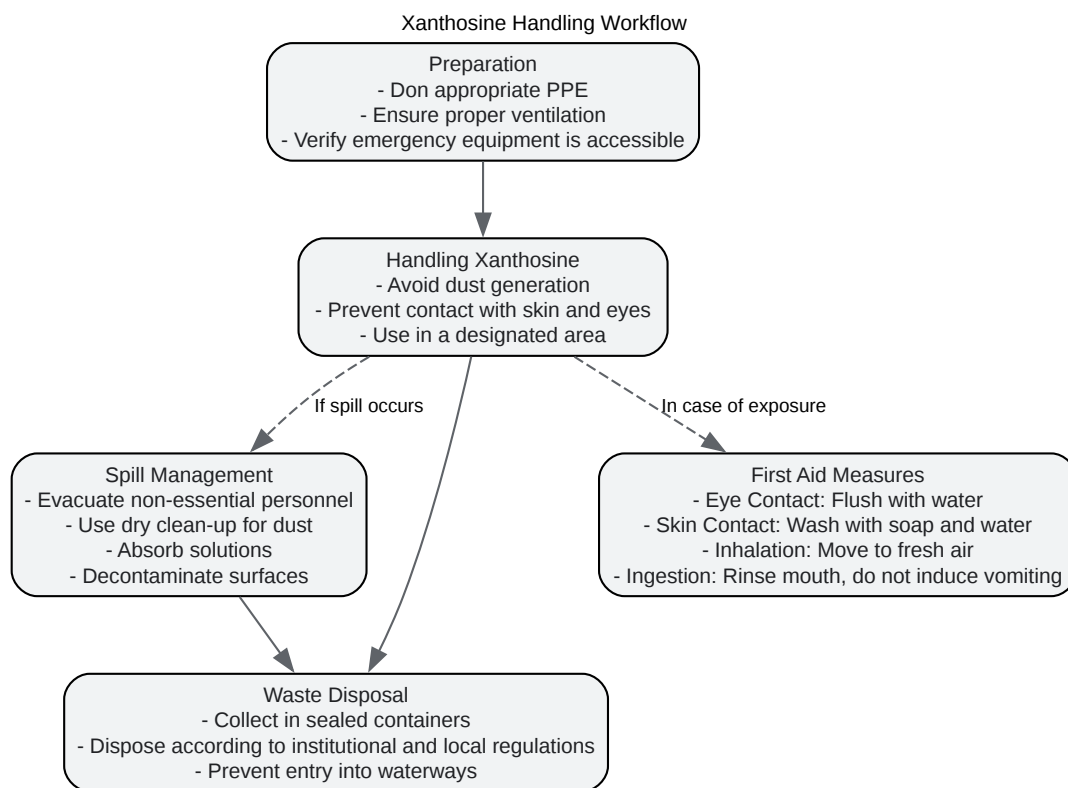 Xanthosine Handling Workflow
Preparation
- Don appropriate PPE
- Ensure proper ventilation
- Verify emergency equipment is accessible
Handling Xanthosine
- Avoid dust generation
- Prevent contact with skin and eyes
- Use in a designated area
If spill occurs
In case of exposure
Spill Management
- Evacuate non-essential personnel
- Use dry clean-up for dust
- Absorb solutions
- Decontaminate surfaces
First Aid Measures
- Eye Contact: Flush with water
- Skin Contact: Wash with soap and water
- Inhalation: Move to fresh air
- Ingestion: Rinse mouth, do not induce vomiting
Waste Disposal
- Collect in sealed containers
- Dispose according to institutional and local regulations
- Prevent entry into waterways